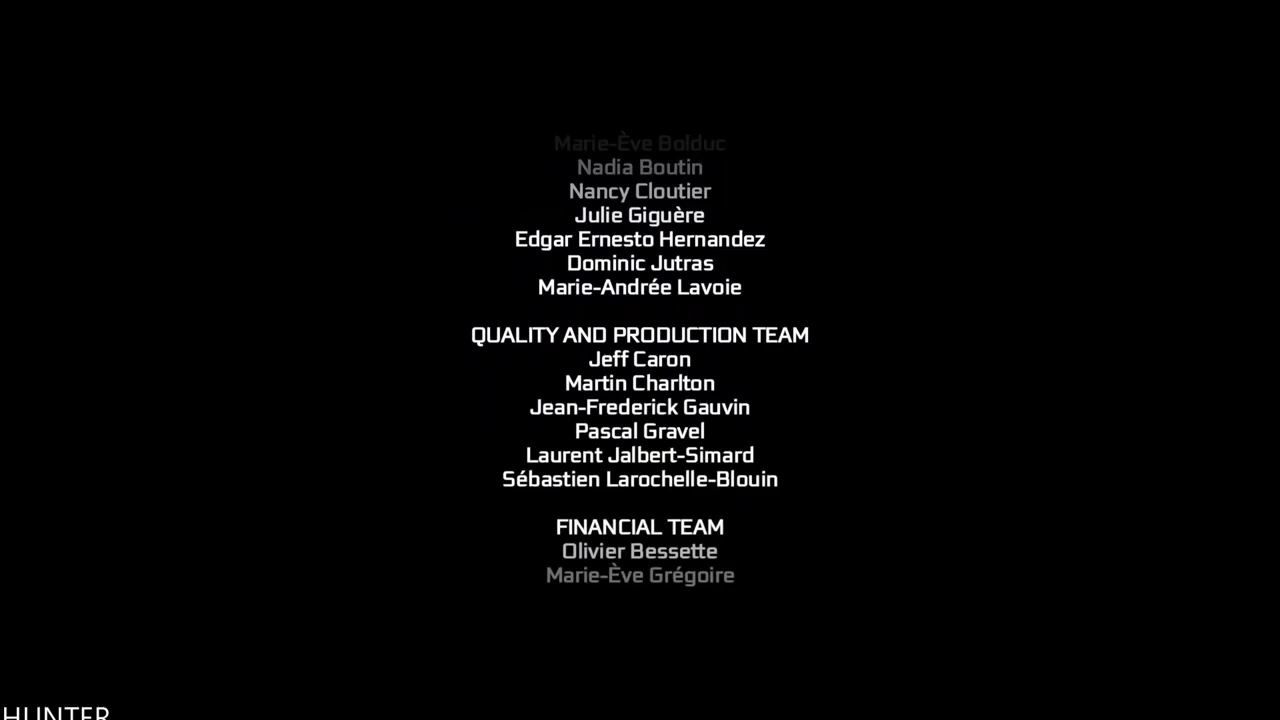 Marie-Ève Bolduc
Nadia Boutin
Nancy Cloutier
Julie Giguère
Edgar Ernesto Hernandez
Dominic Jutras
Marie-Andrée Lavoie
QUALITY AND PRODUCTION TEAM
Jeff Caron
Martin Charlton
Jean-Frederick Gauvin
Pascal Gravel
Laurent Jalbert-Simard
Sébastien Larochelle-Blouin
FINANCIAL TEAM
Olivier Bessette
Marie-Ève Grégoire
HUNTER